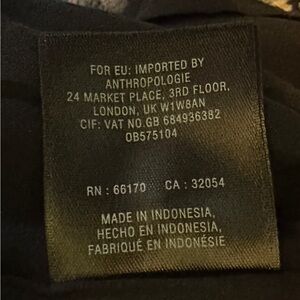 FOR EU: IMPORTED BY
ANTHROPOLOGIE
24 MARKET PLACE, 3RD FLOOR,
LONDON, UK W1W8AN
CIF: VAT NO.GB 684936382
OB575104
RN : 66170 CA : 32054
MADE IN INDONESIA,
HECHO EN INDONESIA,
FABRIQUÉ EN INDONÉSIE